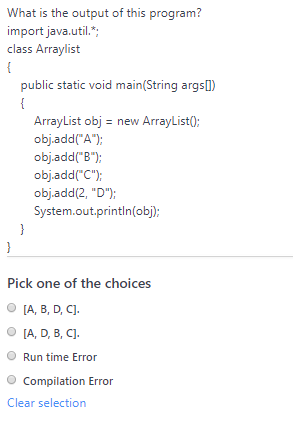 What is the output of this program?
import java.util.*;
class Arraylist
{
public static void main(String args[])
{
ArrayList obj = new ArrayList();
obj.add("A");
obj.add("B");
obj.add("C");
obj.add(2, "D");
System.out.println(obj);
}
}
Pick one of the choices
[A, B, D, C].
[A, D, B, C].
Run time Error
Compilation Error
Clear selection